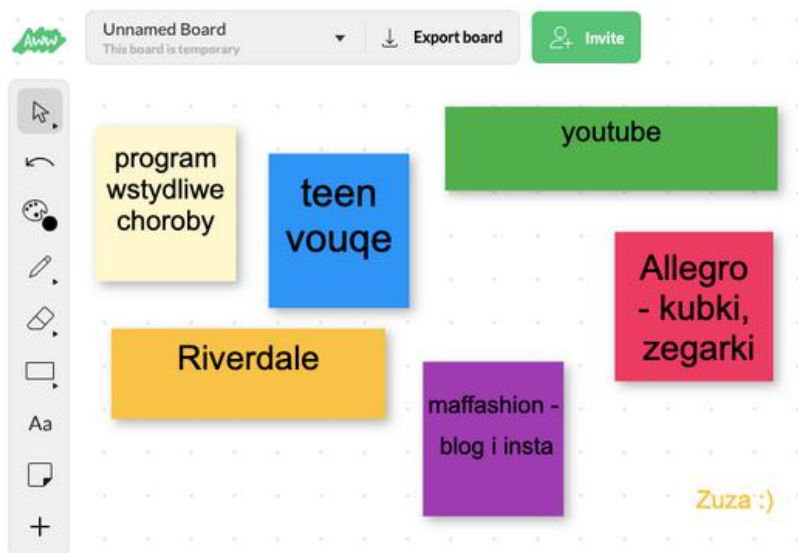 Aww
Unnamed Board
This board is temporary
Export board
Invite
program
wstydliwe
choroby
teen
vouqe
youtube
Allegro
- kubki,
zegarki
Riverdale
maffashion -
blog i insta
Aa
Zuza :)